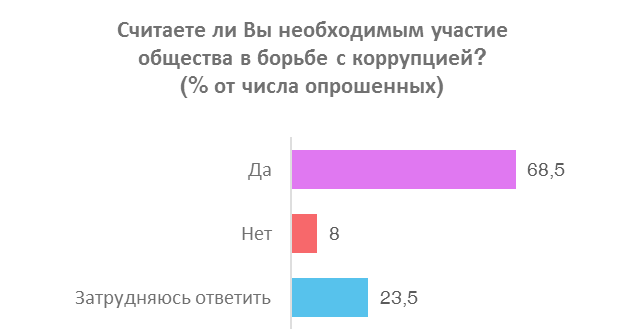 Считаете ли Вы необходимым участие
общества в борьбе с коррупцией?
(% от числа опрошенных)
Да 68,5
Нет 8
Затрудняюсь ответить 23,5